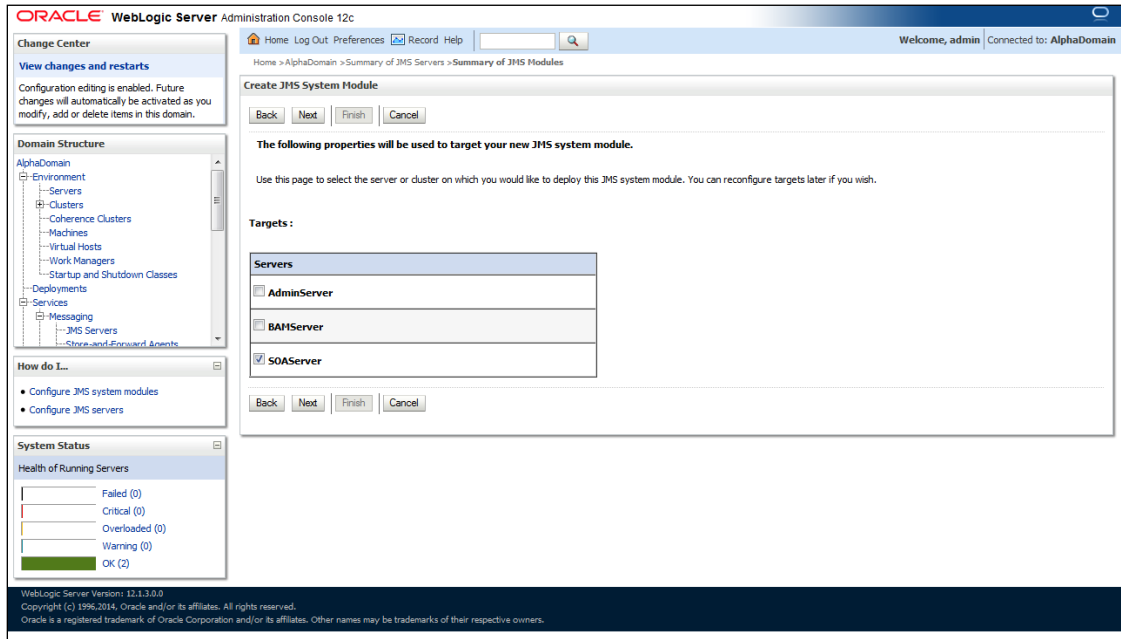 ORACLE WebLogic Server Administration Console 12c
Change Center
View changes and restarts
Configuration editing is enabled. Future
changes will automatically be activated as you
modify, add or delete items in this domain.
Domain Structure
AlphaDomain
Environment
Servers
Clusters
Coherence Clusters
Machines
Virtual Hosts
Work Managers
Startup and Shutdown Classes
Deployments
Services
Messaging
JMS Servers
Store-and-Forward Agents
How do I...
Configure JMS system modules
Configure JMS servers
System Status
Health of Running Servers
Failed (0)
Critical (0)
Overloaded (0)
Warning (0)
OK (2)
Home Log Out Preferences Record Help
Welcome, admin Connected to: AlphaDomain
Home >AlphaDomain >Summary of JMS Servers >Summary of JMS Modules
Create JMS System Module
Back Next Finish Cancel
The following properties will be used to target your new JMS system module.
Use this page to select the server or cluster on which you would like to deploy this JMS system module. You can reconfigure targets later if you wish.
Targets :
Servers
AdminServer
BAMServer
SOAServer
Back Next Finish Cancel
WebLogic Server Version: 12.1.3.0.0
Copyright (c) 1996,2014, Oracle and/or its affiliates. All rights reserved.
Oracle is a registered trademark of Oracle Corporation and/or its affiliates. Other names may be trademarks of their respective owners.